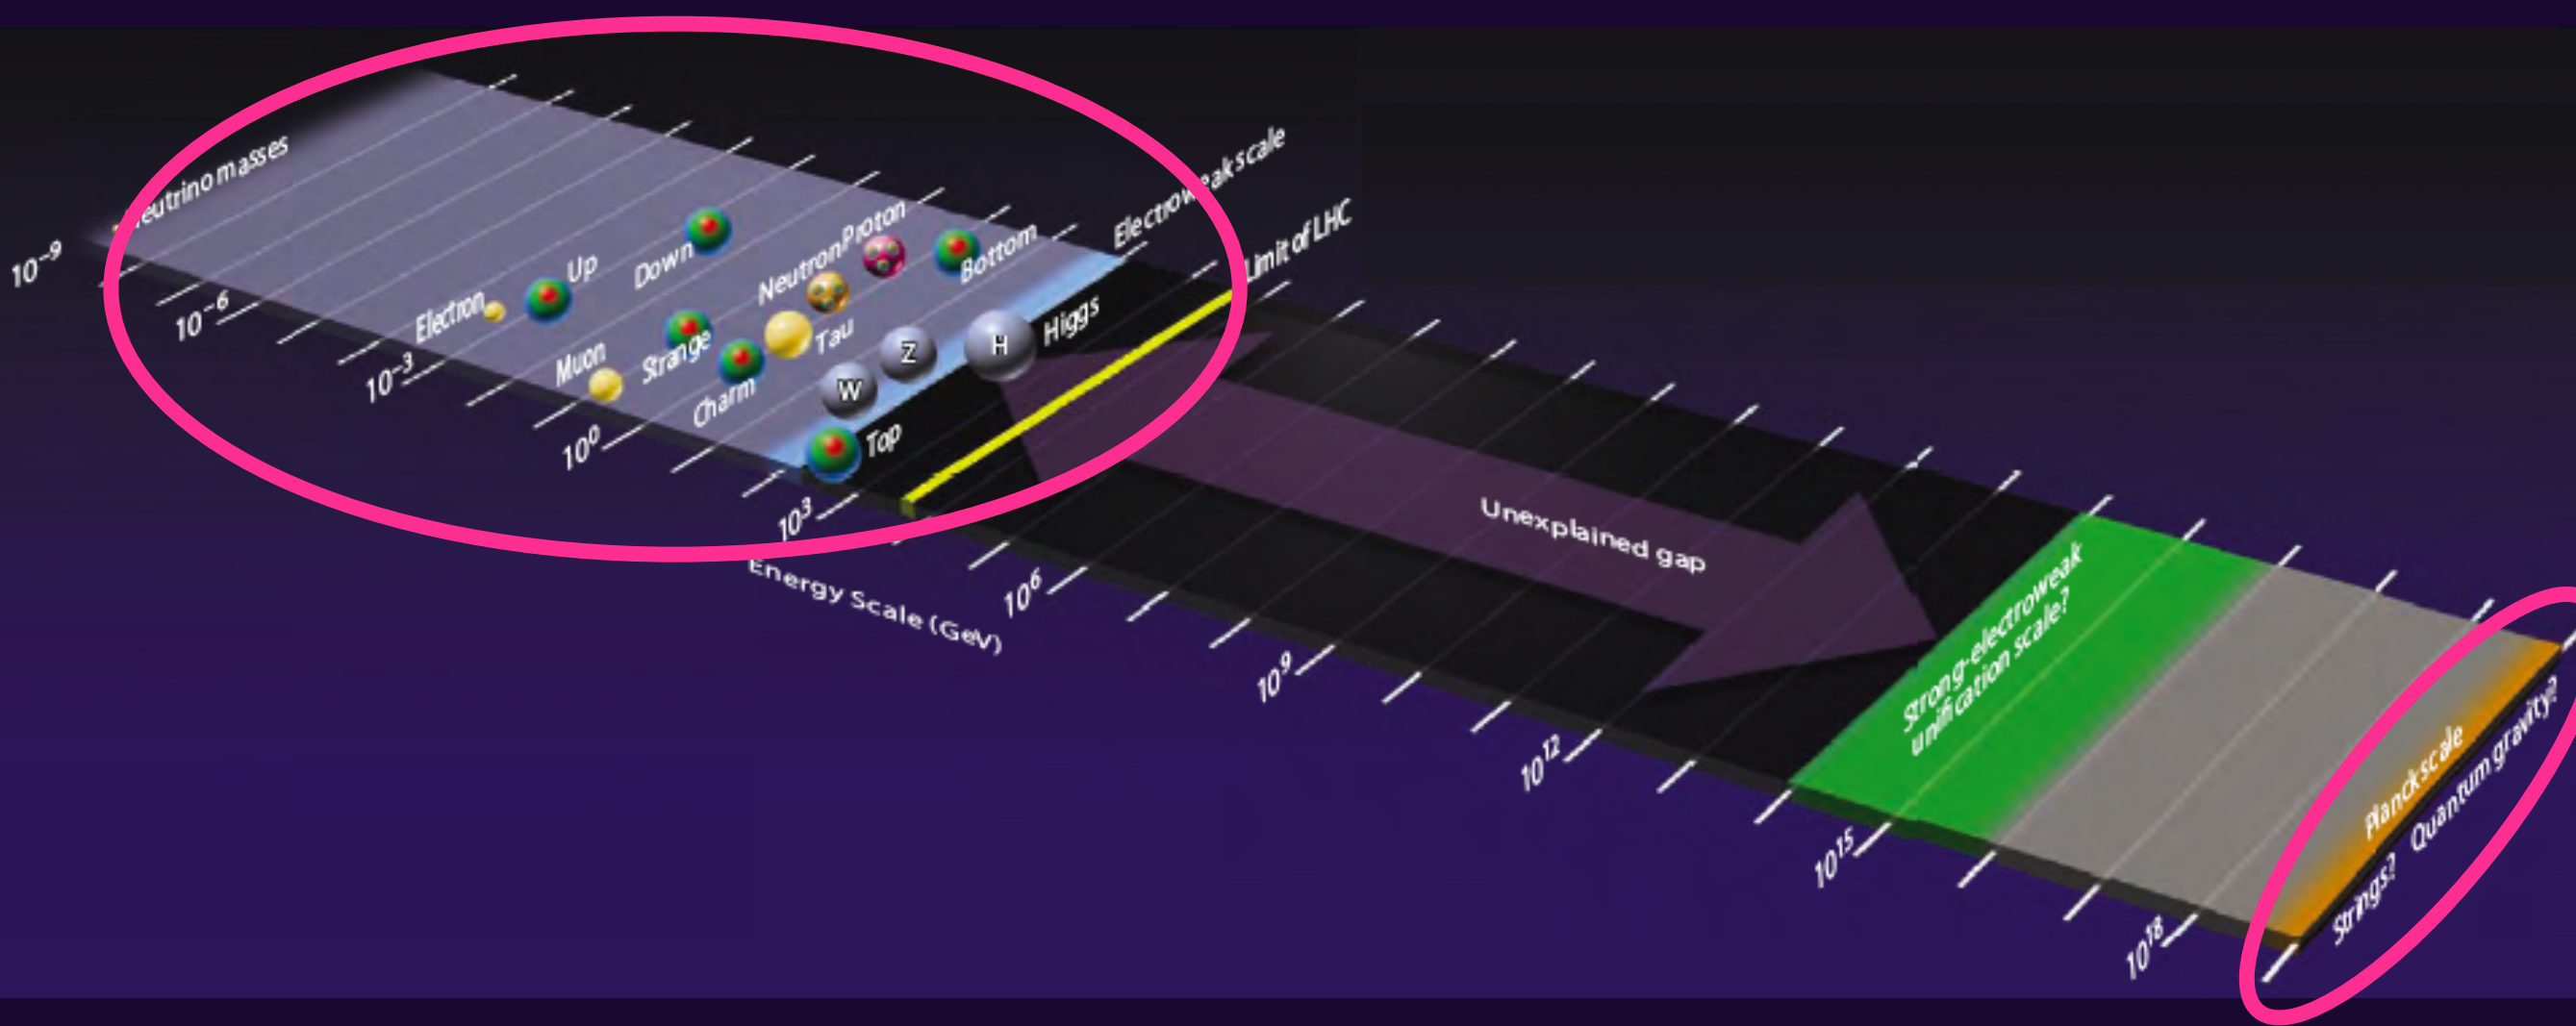 Neutrino masses
10⁻⁹
10⁻⁶
10⁻³
10⁰
10³
10⁶
10⁹
10¹²
10¹⁵
10¹⁸
Electron
Up
Down
Muon
Strange
Charm
Neutron
Proton
Tau
Bottom
W
Z
H
Higgs
Top
Electroweak scale
Limit of LHC
Energy Scale (GeV)
Unexplained gap
Strong-electroweak
unification scale?
Planck scale
Strings? Quantum gravity?